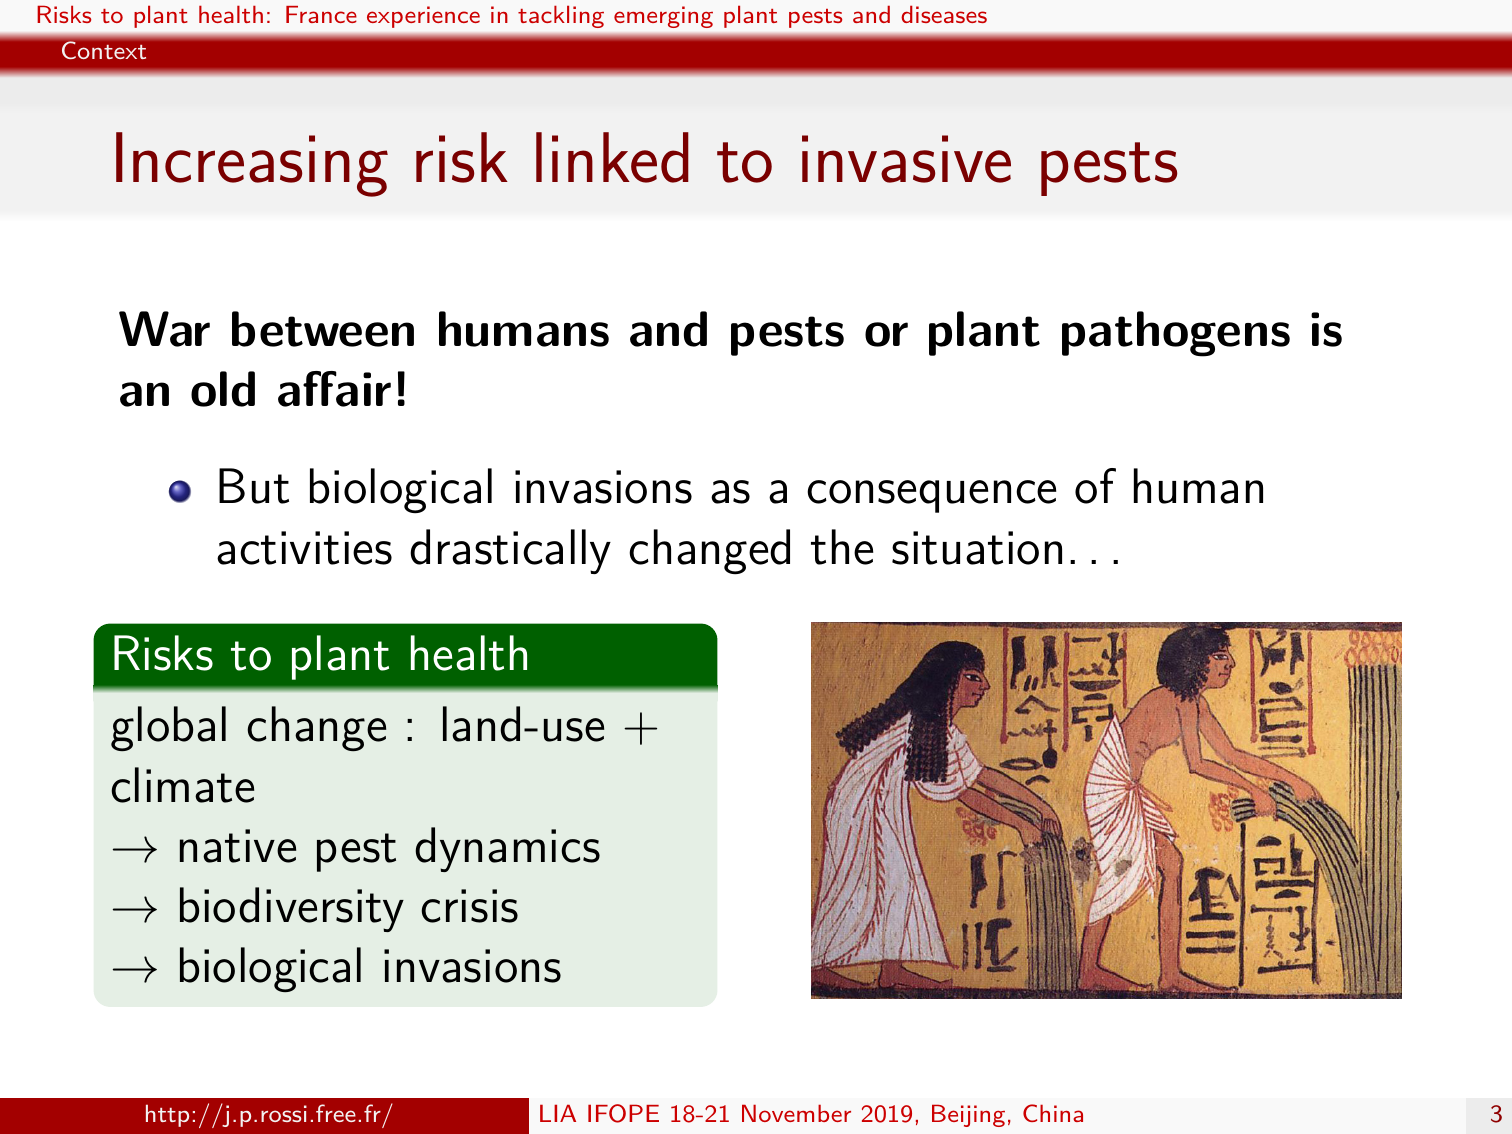 Risks to plant health: France experience in tackling emerging plant pests and diseases
Context
Increasing risk linked to invasive pests
War between humans and pests or plant pathogens is
an old affair!
But biological invasions as a consequence of human
activities drastically changed the situation. . .
Risks to plant health
global change : land-use +
climate
→ native pest dynamics
→ biodiversity crisis
→ biological invasions
http://j.p.rossi.free.fr/
LIA IFOPE 18-21 November 2019, Beijing, China
3